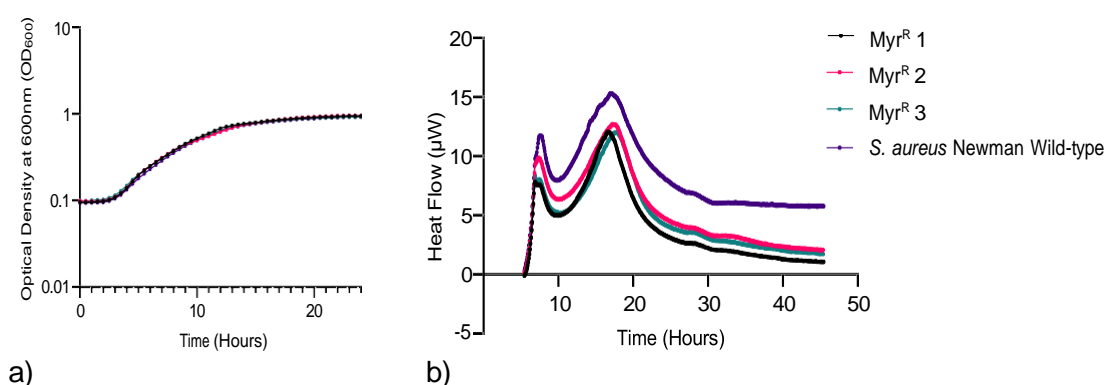 10
1
0.1
0.01
Optical Density at 600nm (OD₆₀₀)
0
10
20
Time (Hours)
a)
20
15
10
5
0
-5
Heat Flow (µW)
10
20
30
40
50
Time (Hours)
b)
Myrᴿ 1
Myrᴿ 2
Myrᴿ 3
S. aureus Newman Wild-type